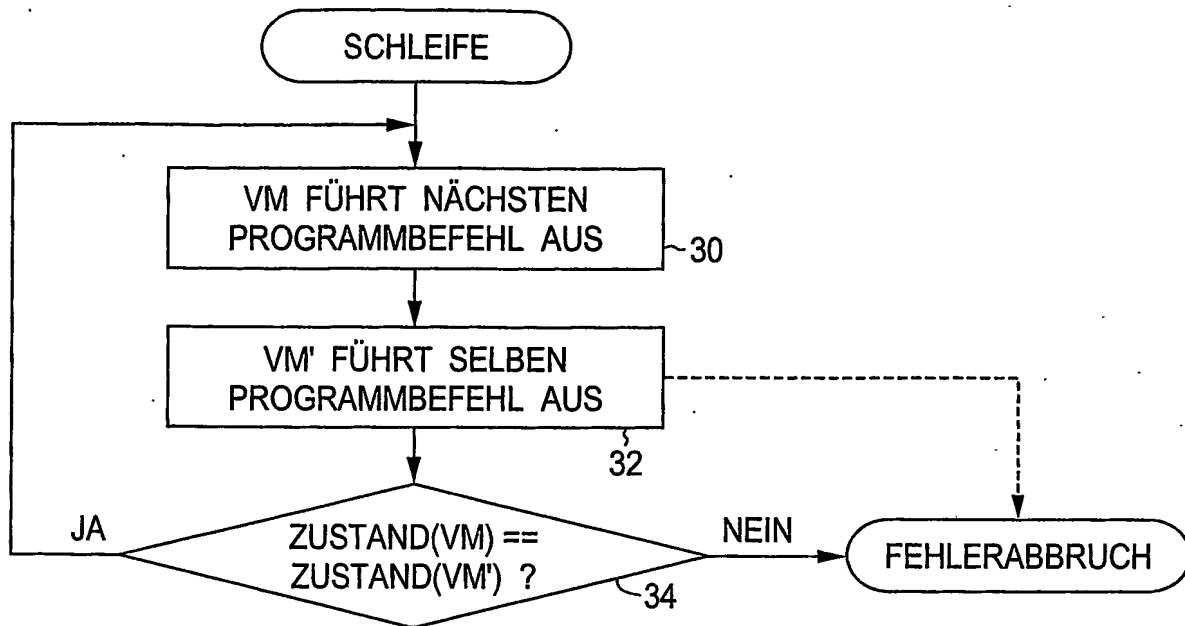 SCHLEIFE
VM FÜHRT NÄCHSTEN
PROGRAMMBEFEHL AUS
30
VM' FÜHRT SELBEN
PROGRAMMBEFEHL AUS
32
JA
ZUSTAND(VM) ==
ZUSTAND(VM') ?
34
NEIN
FEHLERABBRUCH